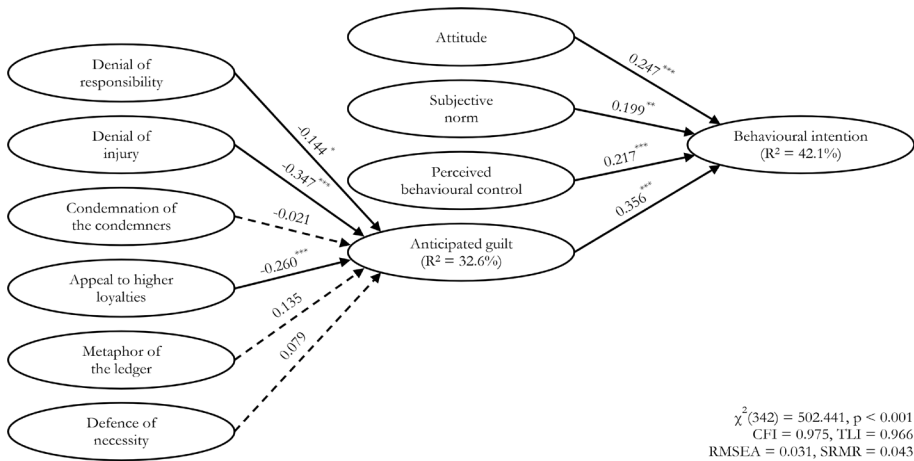 Denial of
responsibility
Denial of
injury
Condemnation of
the condemners
Appeal to higher
loyalties
Metaphor of
the ledger
Defence of
necessity
-0.144 *
-0.347 ***
-0.021
-0.260 ***
0.135
0.079
Attitude
Subjective
norm
Perceived
behavioural control
Anticipated guilt
(R² = 32.6%)
0.247 ***
0.199 **
0.217 ***
0.356 ***
Behavioural intention
(R² = 42.1%)
χ²(342) = 502.441, p < 0.001
CFI = 0.975, TLI = 0.966
RMSEA = 0.031, SRMR = 0.043